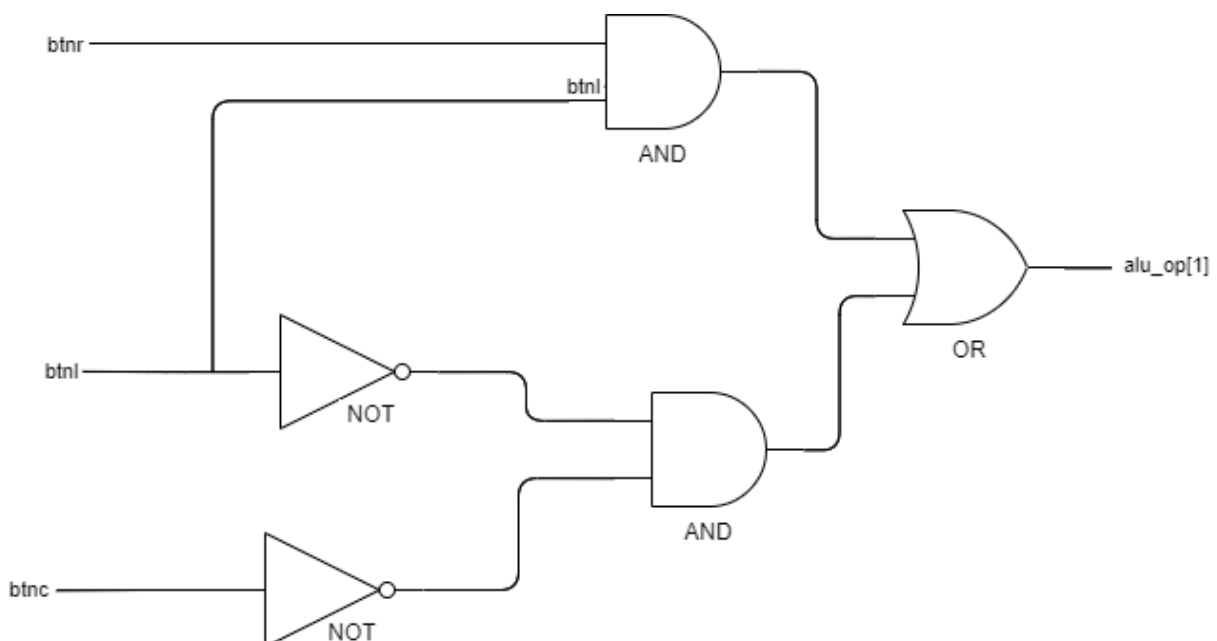 btnr
btnl
AND
alu_op[1]
OR
btnl
NOT
AND
btnc
NOT